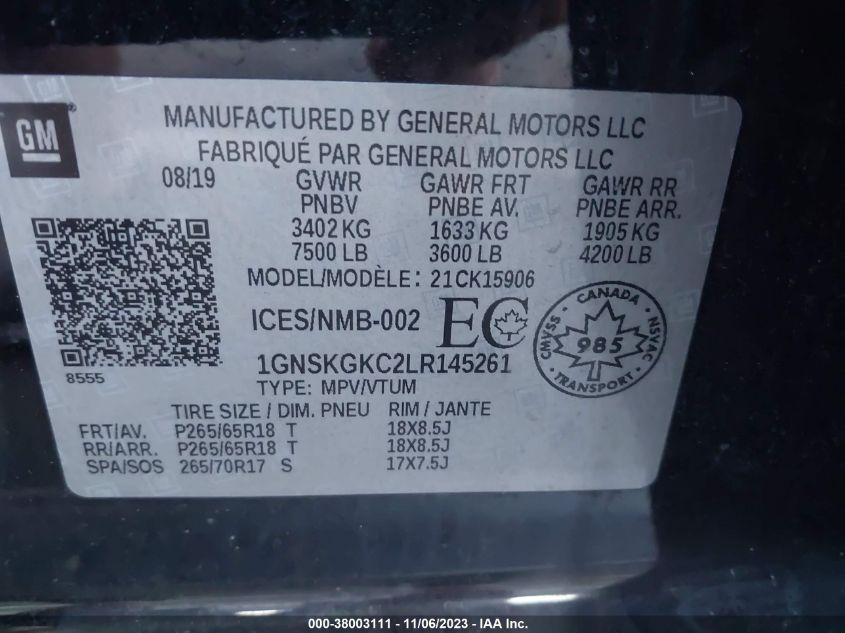 GM
MANUFACTURED BY GENERAL MOTORS LLC
FABRIQUÉ PAR GENERAL MOTORS LLC
08/19 GVWR GAWR FRT GAWR RR
PNBV PNBE AV. PNBE ARR.
3402 KG 1633 KG 1905 KG
7500 LB 3600 LB 4200 LB
MODEL/MODÈLE: 21CK15906
ICES/NMB-002 EC
CANADA
CMVSS 985 NSVAC
TRANSPORT
1GNSKGKC2LR145261
8555
TYPE: MPV/VTUM
TIRE SIZE / DIM. PNEU RIM / JANTE
FRT/AV. P265/65R18 T 18X8.5J
RR/ARR. P265/65R18 T 18X8.5J
SPA/SOS 265/70R17 S 17X7.5J
000-38003111 - 11/06/2023 - IAA Inc.